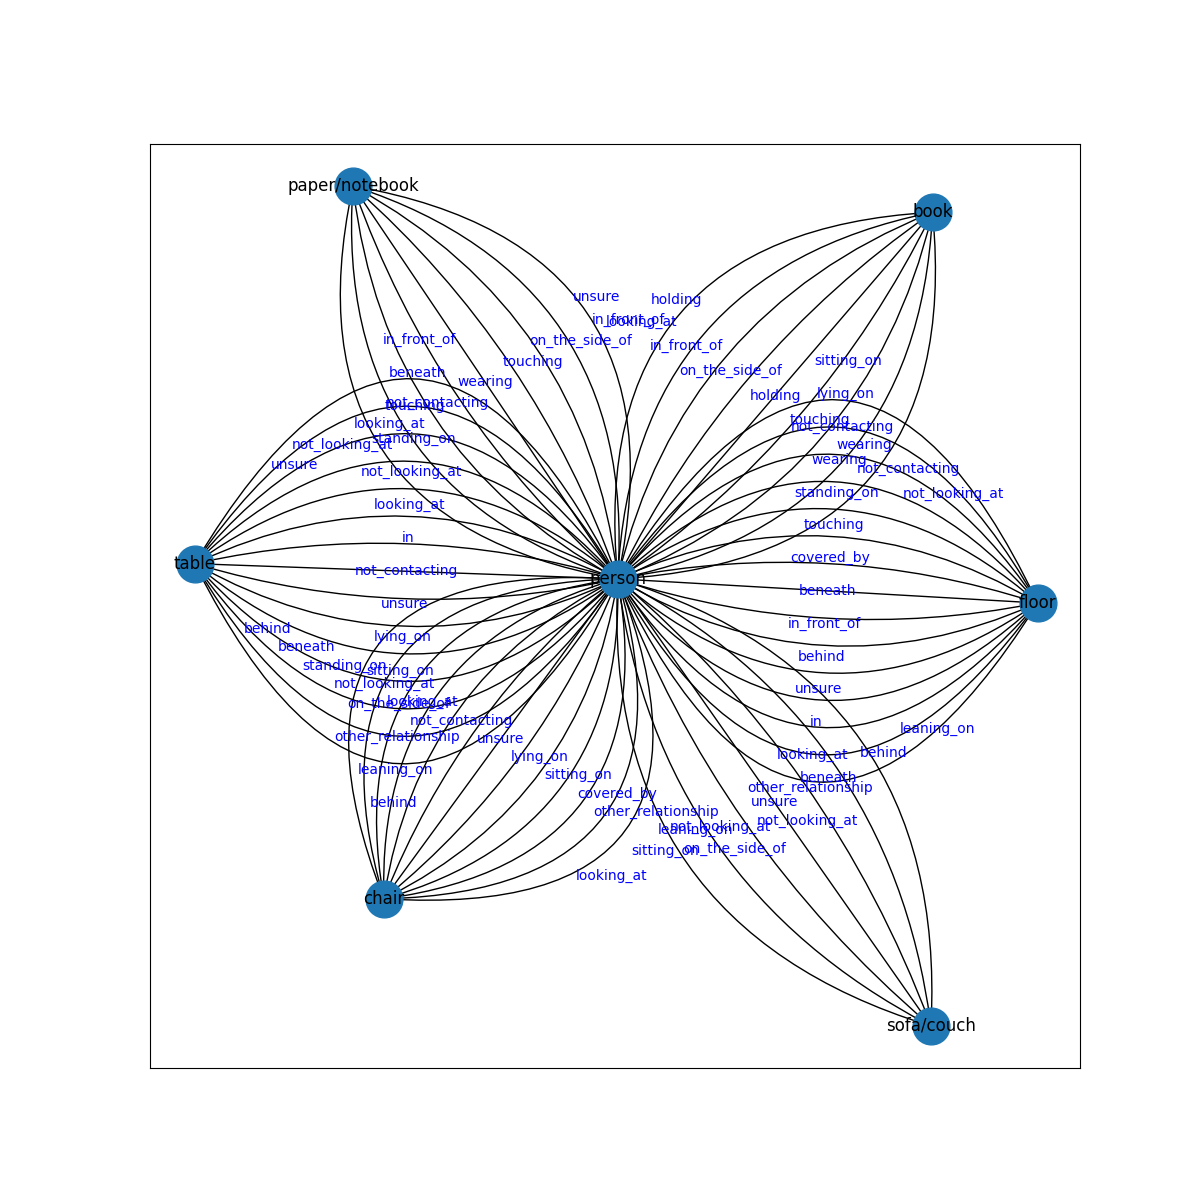 paper/notebook
book
unsure
holding
in_front_of
looking_at
in_front_of
on_the_side_of
in_front_of
sitting_on
touching
on_the_side_of
beneath
wearing
lying_on
holding
not_contacting
touching
looking_at
touching
not_contacting
standing_on
not_looking_at
wearing
wearing
unsure
not_looking_at
not_contacting
standing_on
not_looking_at
looking_at
touching
in
covered_by
table
not_contacting
person
beneath
unsure
floor
behind
in_front_of
lying_on
beneath
behind
standing_on
sitting_on
not_looking_at
unsure
on_the_side_of
looking_at
not_contacting
in
other_relationship
unsure
leaning_on
lying_on
looking_at
behind
leaning_on
sitting_on
beneath
behind
covered_by
other_relationship
other_relationship
unsure
not_looking_at
leaning_on
not_looking_at
sitting_on
on_the_side_of
looking_at
chair
sofa/couch